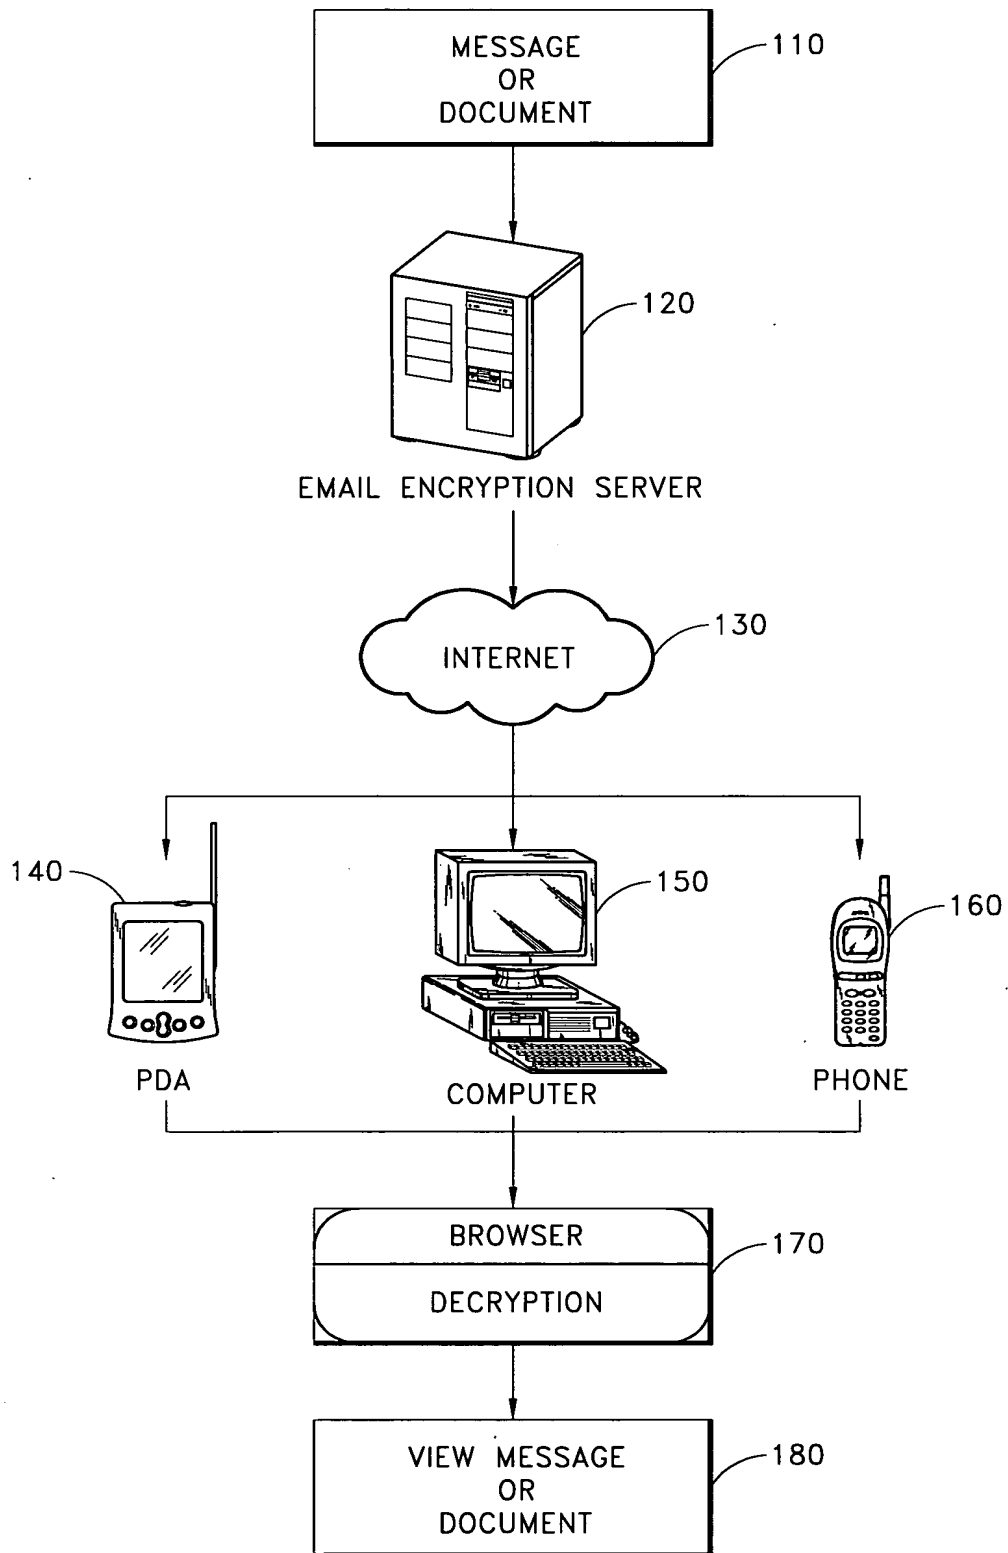 MESSAGE
OR
DOCUMENT
110
120
EMAIL ENCRYPTION SERVER
INTERNET
130
140
150
160
PDA
COMPUTER
PHONE
BROWSER
DECRYPTION
170
VIEW MESSAGE
OR
DOCUMENT
180